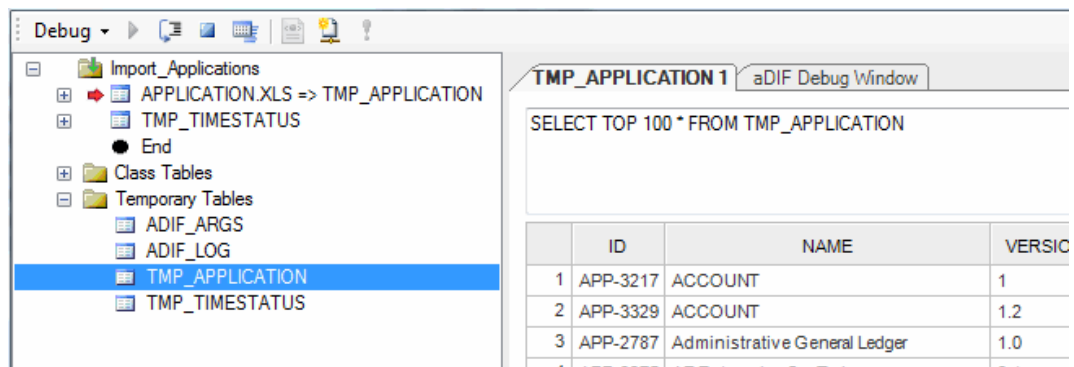 Debug
Import_Applications
APPLICATION.XLS => TMP_APPLICATION
TMP_TIMESTATUS
End
Class Tables
Temporary Tables
ADIF_ARGS
ADIF_LOG
TMP_APPLICATION
TMP_TIMESTATUS
TMP_APPLICATION 1 aDIF Debug Window
SELECT TOP 100 * FROM TMP_APPLICATION
ID NAME VERSIO
1 APP-3217 ACCOUNT 1
2 APP-3329 ACCOUNT 1.2
3 APP-2787 Administrative General Ledger 1.0